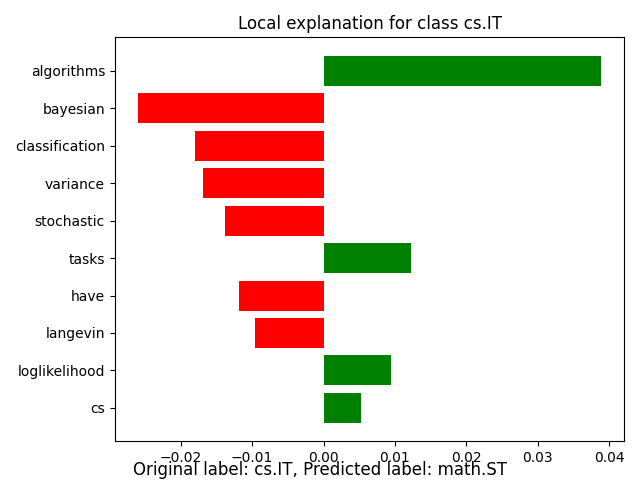 Local explanation for class cs.IT
algorithms
bayesian
classification
variance
stochastic
tasks
have
langevin
loglikelihood
cs
−0.02 −0.01 0.00 0.01 0.02 0.03 0.04
Original label: cs.IT, Predicted label: math.ST